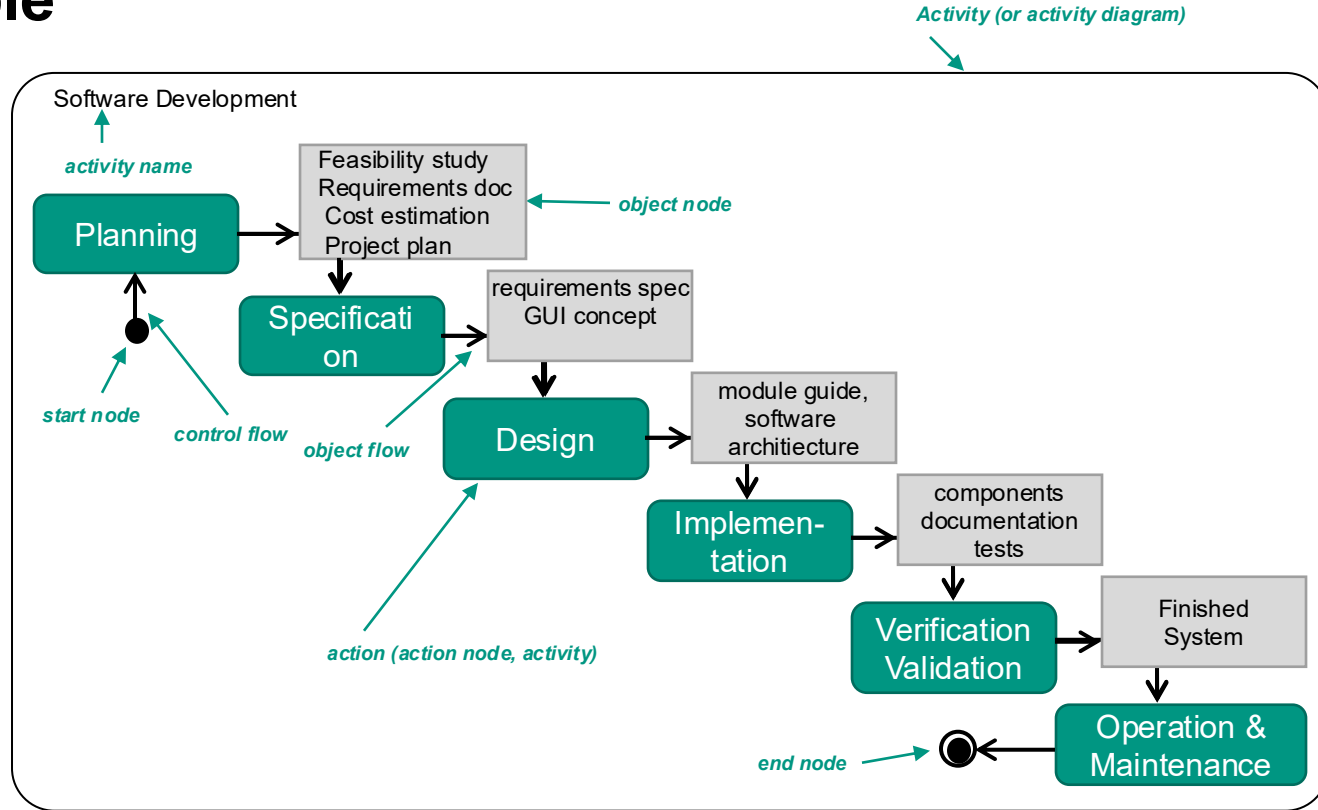 Activity (or activity diagram)
Software Development
activity name
Feasibility study
Requirements doc
Cost estimation
Project plan
object node
Planning
requirements spec
GUI concept
Specificati
on
start node
control flow
object flow
module guide,
software
architiecture
Design
components
documentation
tests
Implemen-
tation
Finished
System
Verification
Validation
action (action node, activity)
Operation &
Maintenance
end node